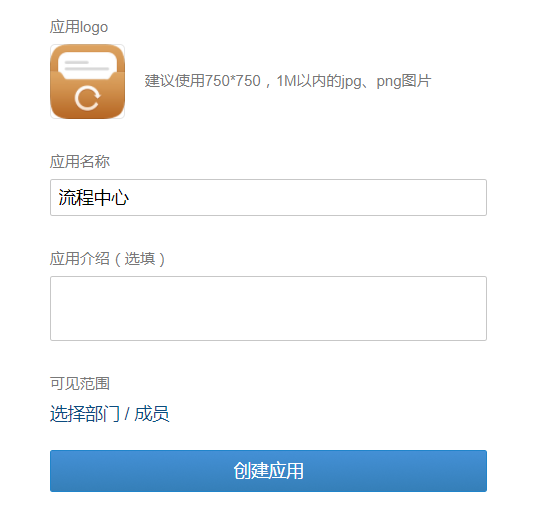 应用logo
建议使用750*750，1M以内的jpg、png图片
应用名称
流程中心
应用介绍（选填）
可见范围
选择部门 / 成员
创建应用